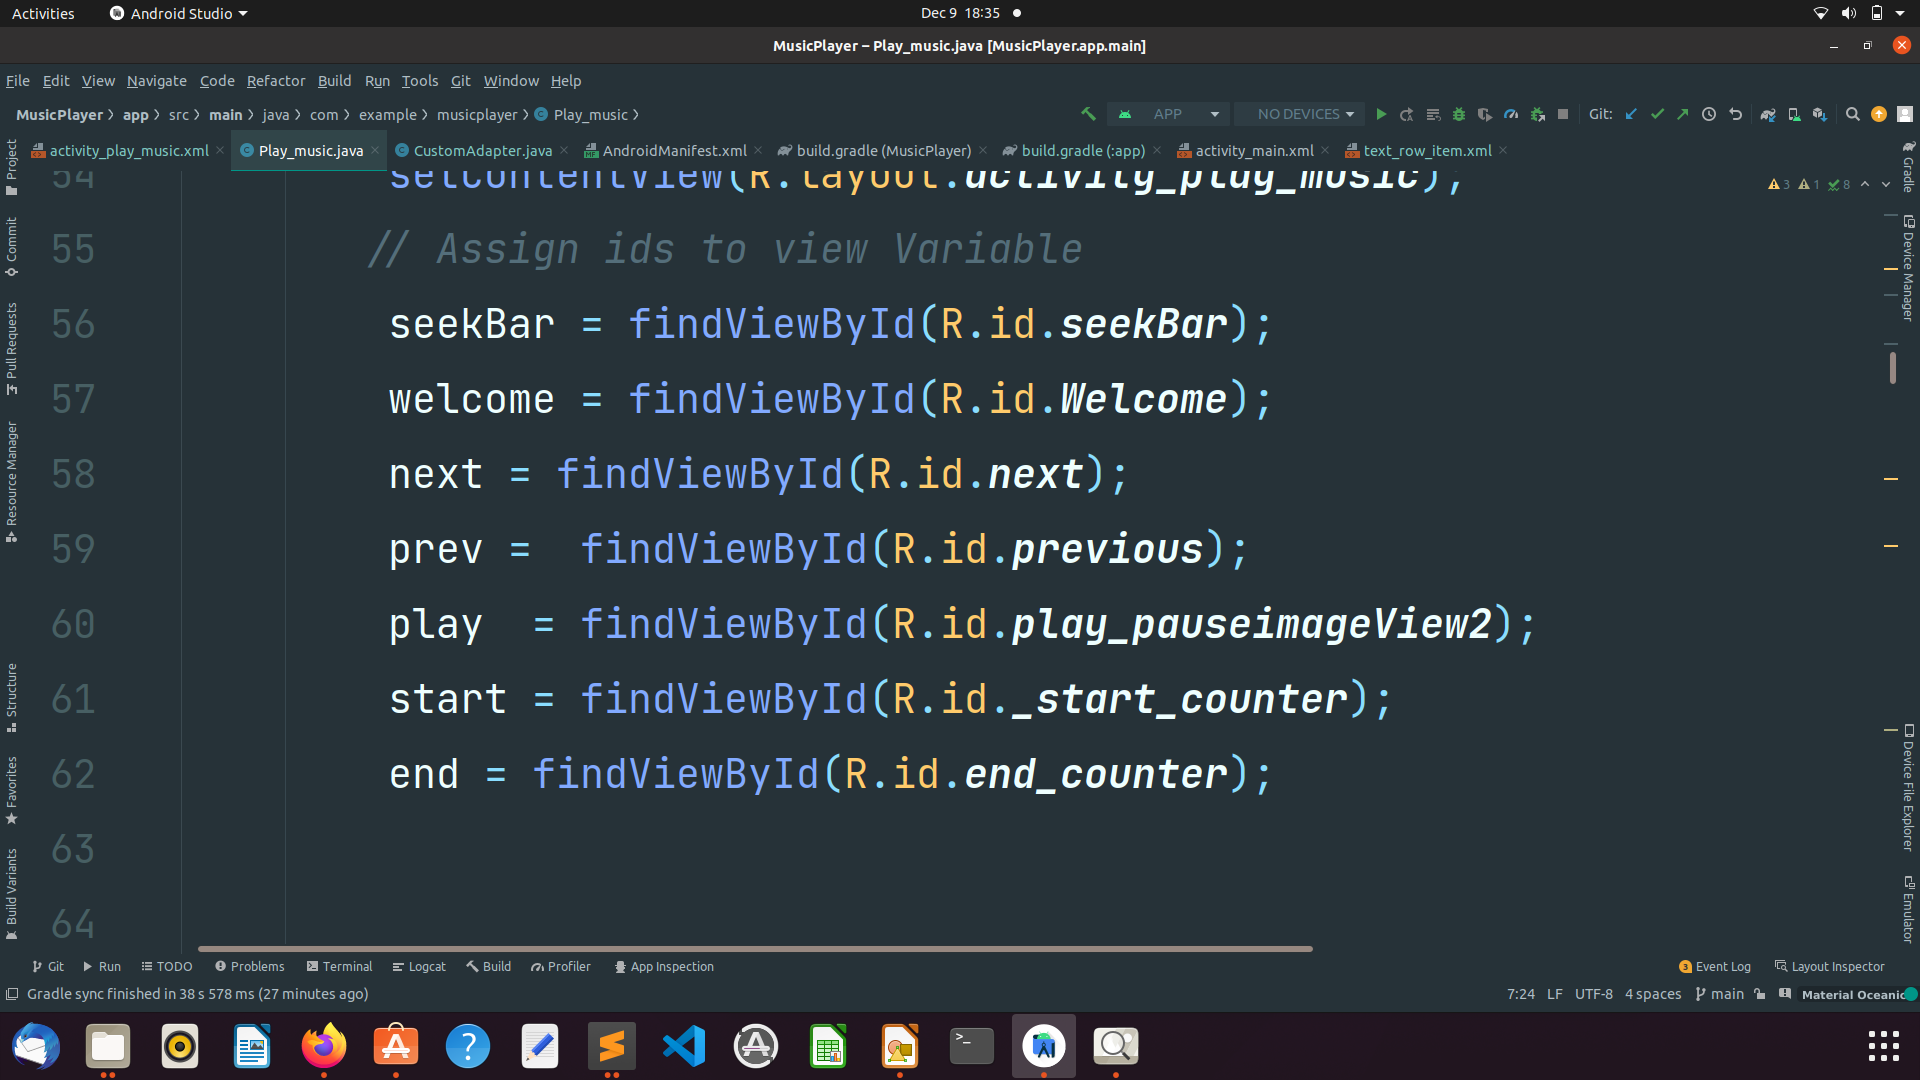 Activities Android Studio Dec 9 18:35
MusicPlayer – Play_music.java [MusicPlayer.app.main]
File Edit View Navigate Code Refactor Build Run Tools Git Window Help
MusicPlayer app src main java com example musicplayer Play_music APP NO DEVICES Git:
activity_play_music.xml Play_music.java CustomAdapter.java AndroidManifest.xml build.gradle (MusicPlayer) build.gradle (:app) activity_main.xml text_row_item.xml
54 setContentView(R.layout.activity_play_music);
3 1 8
55 // Assign ids to view Variable
56 seekBar = findViewById(R.id.seekBar);
57 welcome = findViewById(R.id.Welcome);
58 next = findViewById(R.id.next);
59 prev =  findViewById(R.id.previous);
60 play  = findViewById(R.id.play_pauseimageView2);
61 start = findViewById(R.id._start_counter);
62 end = findViewById(R.id.end_counter);
63
64
Project
Commit
Pull Requests
Resource Manager
Structure
Favorites
Build Variants
Gradle
Device Manager
Device File Explorer
Emulator
Git Run TODO Problems Terminal Logcat Build Profiler App Inspection 3 Event Log Layout Inspector
Gradle sync finished in 38 s 578 ms (27 minutes ago) 7:24 LF UTF-8 4 spaces main Material Oceanic